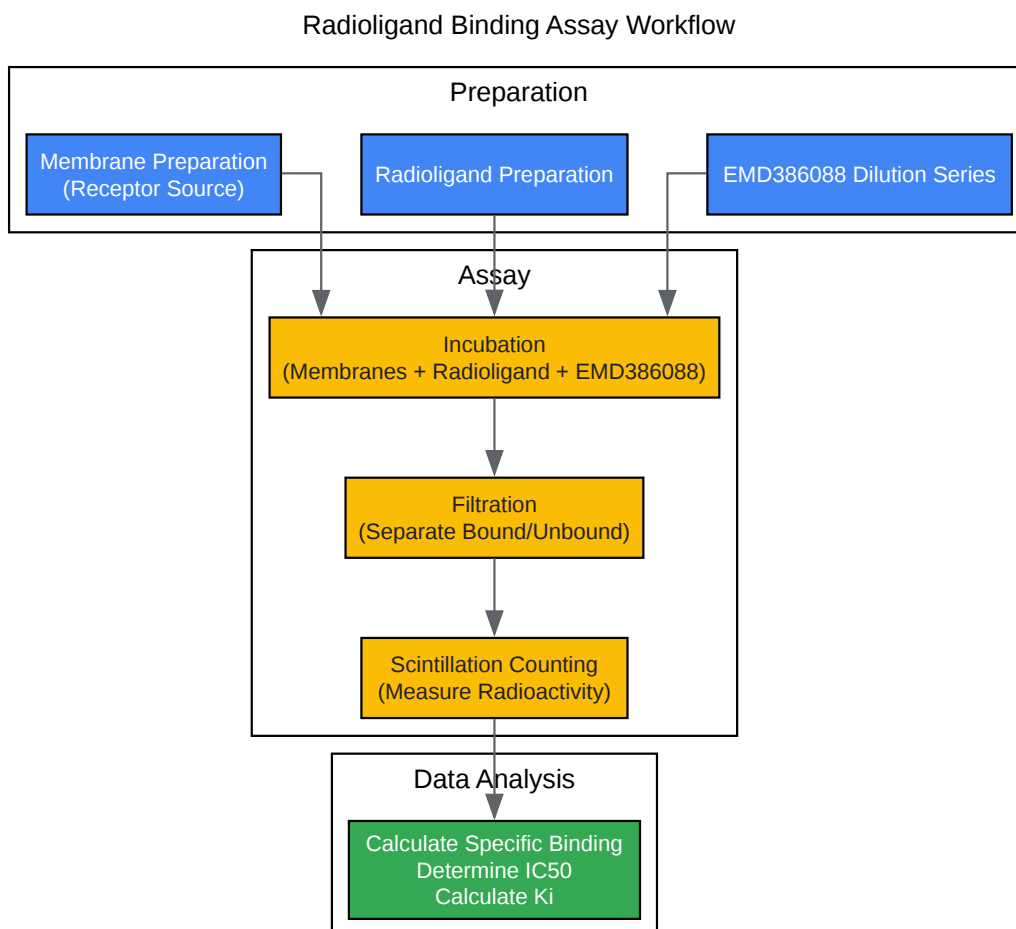 Radioligand Binding Assay Workflow
Preparation
Membrane Preparation
(Receptor Source)
Radioligand Preparation
EMD386088 Dilution Series
Assay
Incubation
(Membranes + Radioligand + EMD386088)
Filtration
(Separate Bound/Unbound)
Scintillation Counting
(Measure Radioactivity)
Data Analysis
Calculate Specific Binding
Determine IC50
Calculate Ki